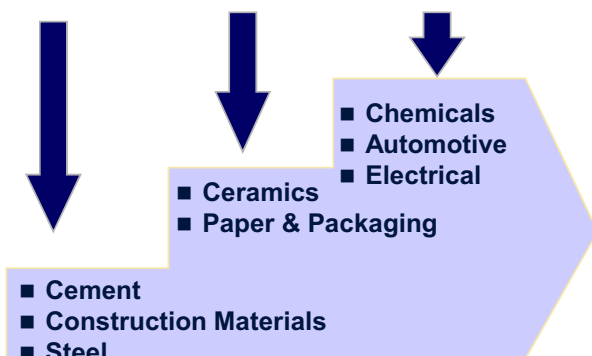 ■ Chemicals
■ Automotive
■ Electrical
■ Ceramics
■ Paper & Packaging
■ Cement
■ Construction Materials
■ Steel